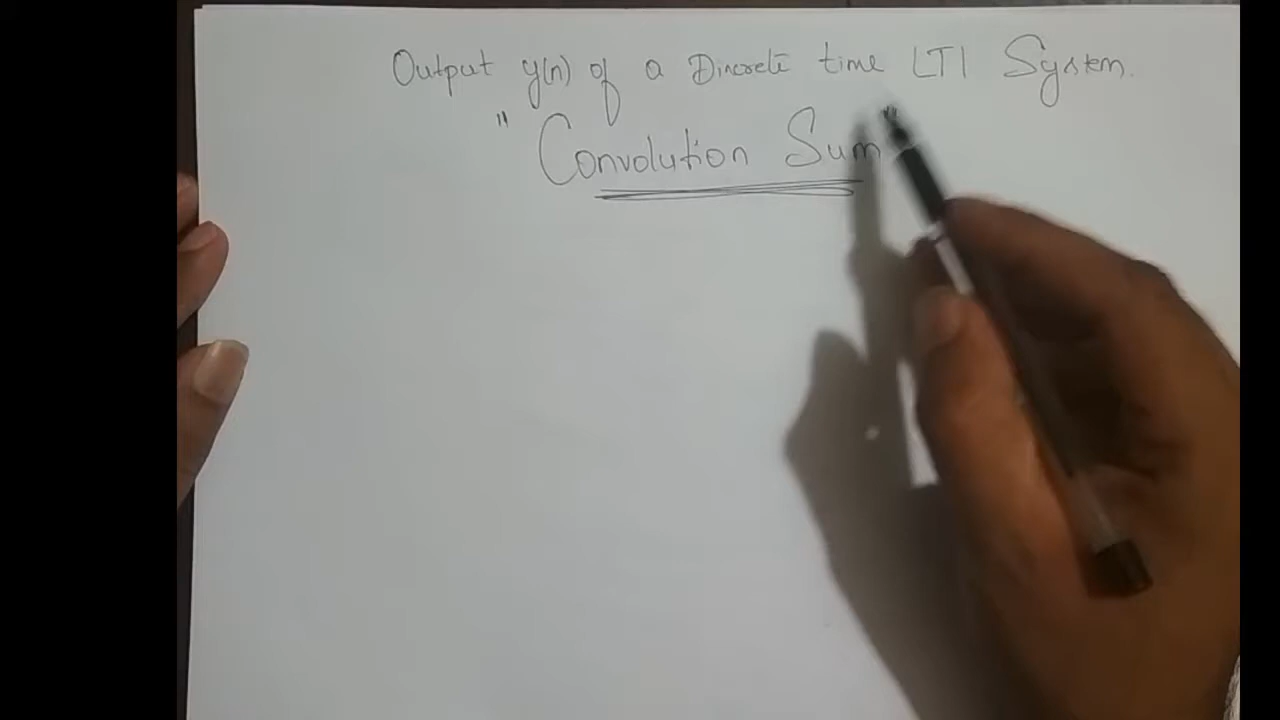 Output y(n) of a Discrete time LTI System.
" Convolution Sum "